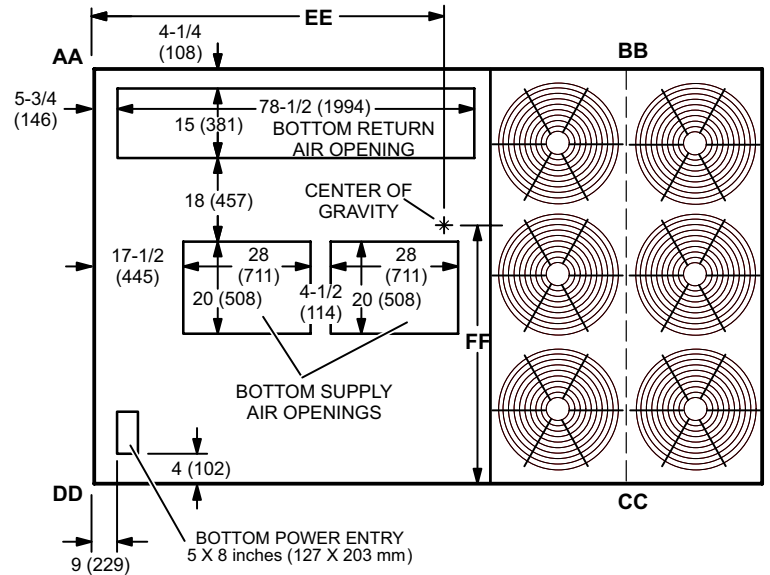 EE
4-1/4
(108)
AA
BB
5-3/4
(146)
78-1/2 (1994)
15 (381)
BOTTOM RETURN
AIR OPENING
18 (457)
CENTER OF
GRAVITY
17-1/2
(445)
28
(711)
28
(711)
20 (508)
4-1/2
(114)
20 (508)
FF
BOTTOM SUPPLY
AIR OPENINGS
4 (102)
DD
CC
BOTTOM POWER ENTRY
5 X 8 inches (127 X 203 mm)
9 (229)